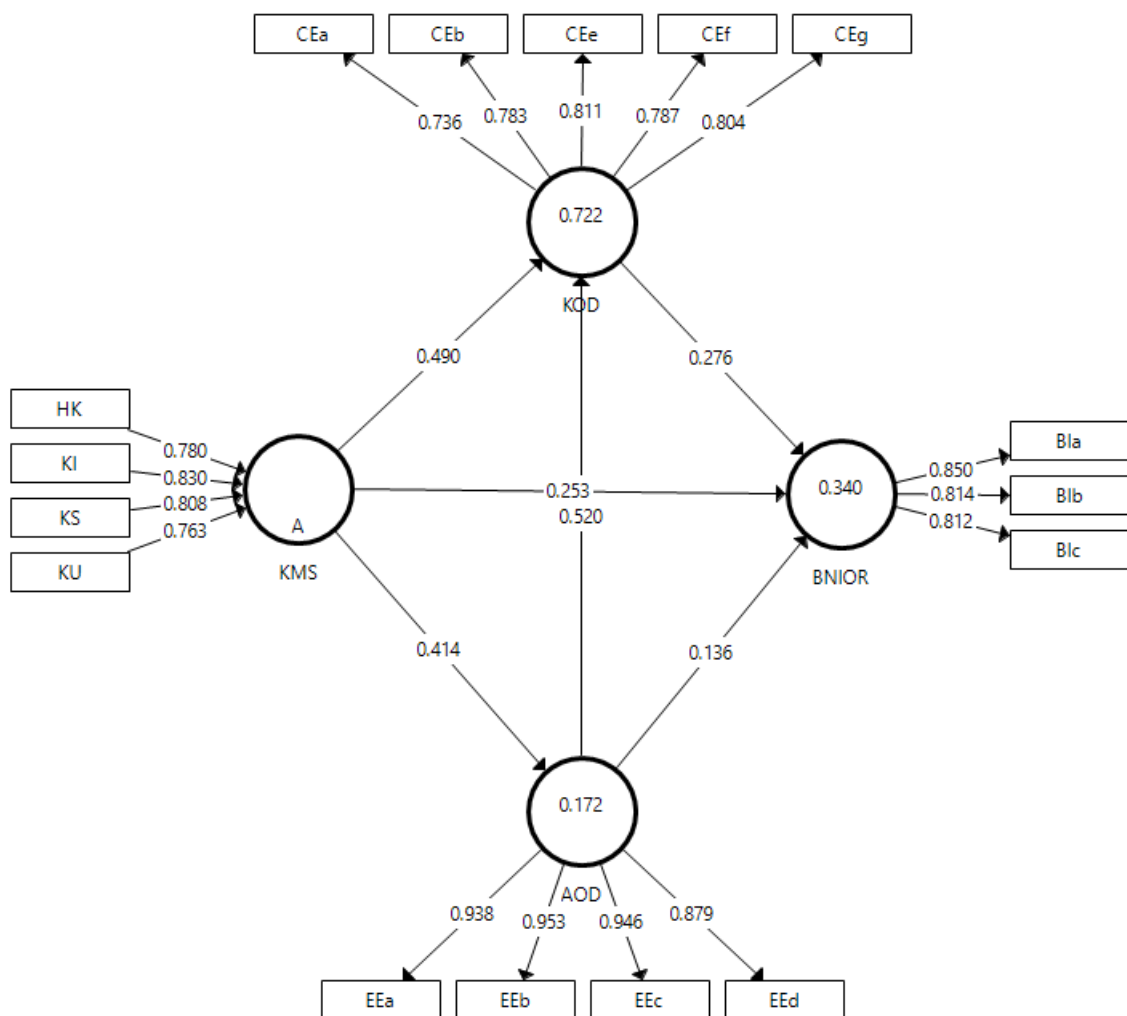 CEa CEb CEe CEf CEg
0.736 0.783 0.811 0.787 0.804
0.722
KOD
0.490 0.276
HK
KI
KS
KU
0.780
0.830
0.808
0.763
A
KMS
0.253
0.520
0.340
BNIOR
0.850
0.814
0.812
BIa
BIb
BIc
0.414 0.136
0.172
AOD
0.938 0.953 0.946 0.879
EEa EEb EEc EEd